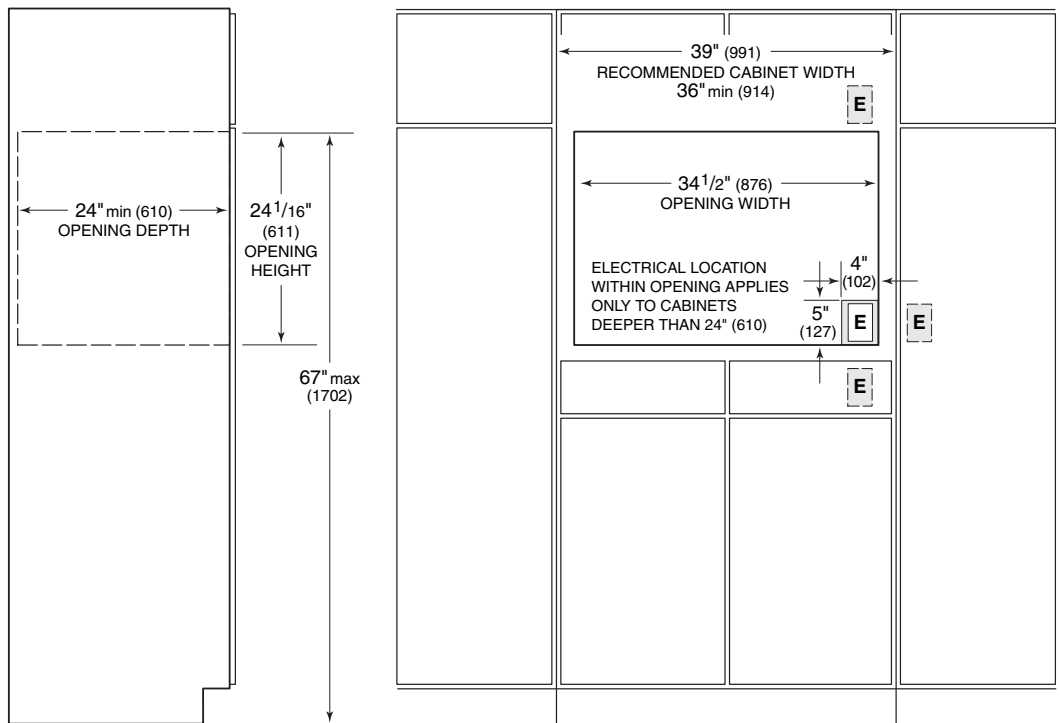 24" min (610)
OPENING DEPTH
24 1/16"
(611)
OPENING
HEIGHT
67" max
(1702)
39" (991)
RECOMMENDED CABINET WIDTH
36" min (914)
E
34 1/2" (876)
OPENING WIDTH
ELECTRICAL LOCATION
WITHIN OPENING APPLIES
ONLY TO CABINETS
DEEPER THAN 24" (610)
4"
(102)
5"
(127)
E
E
E